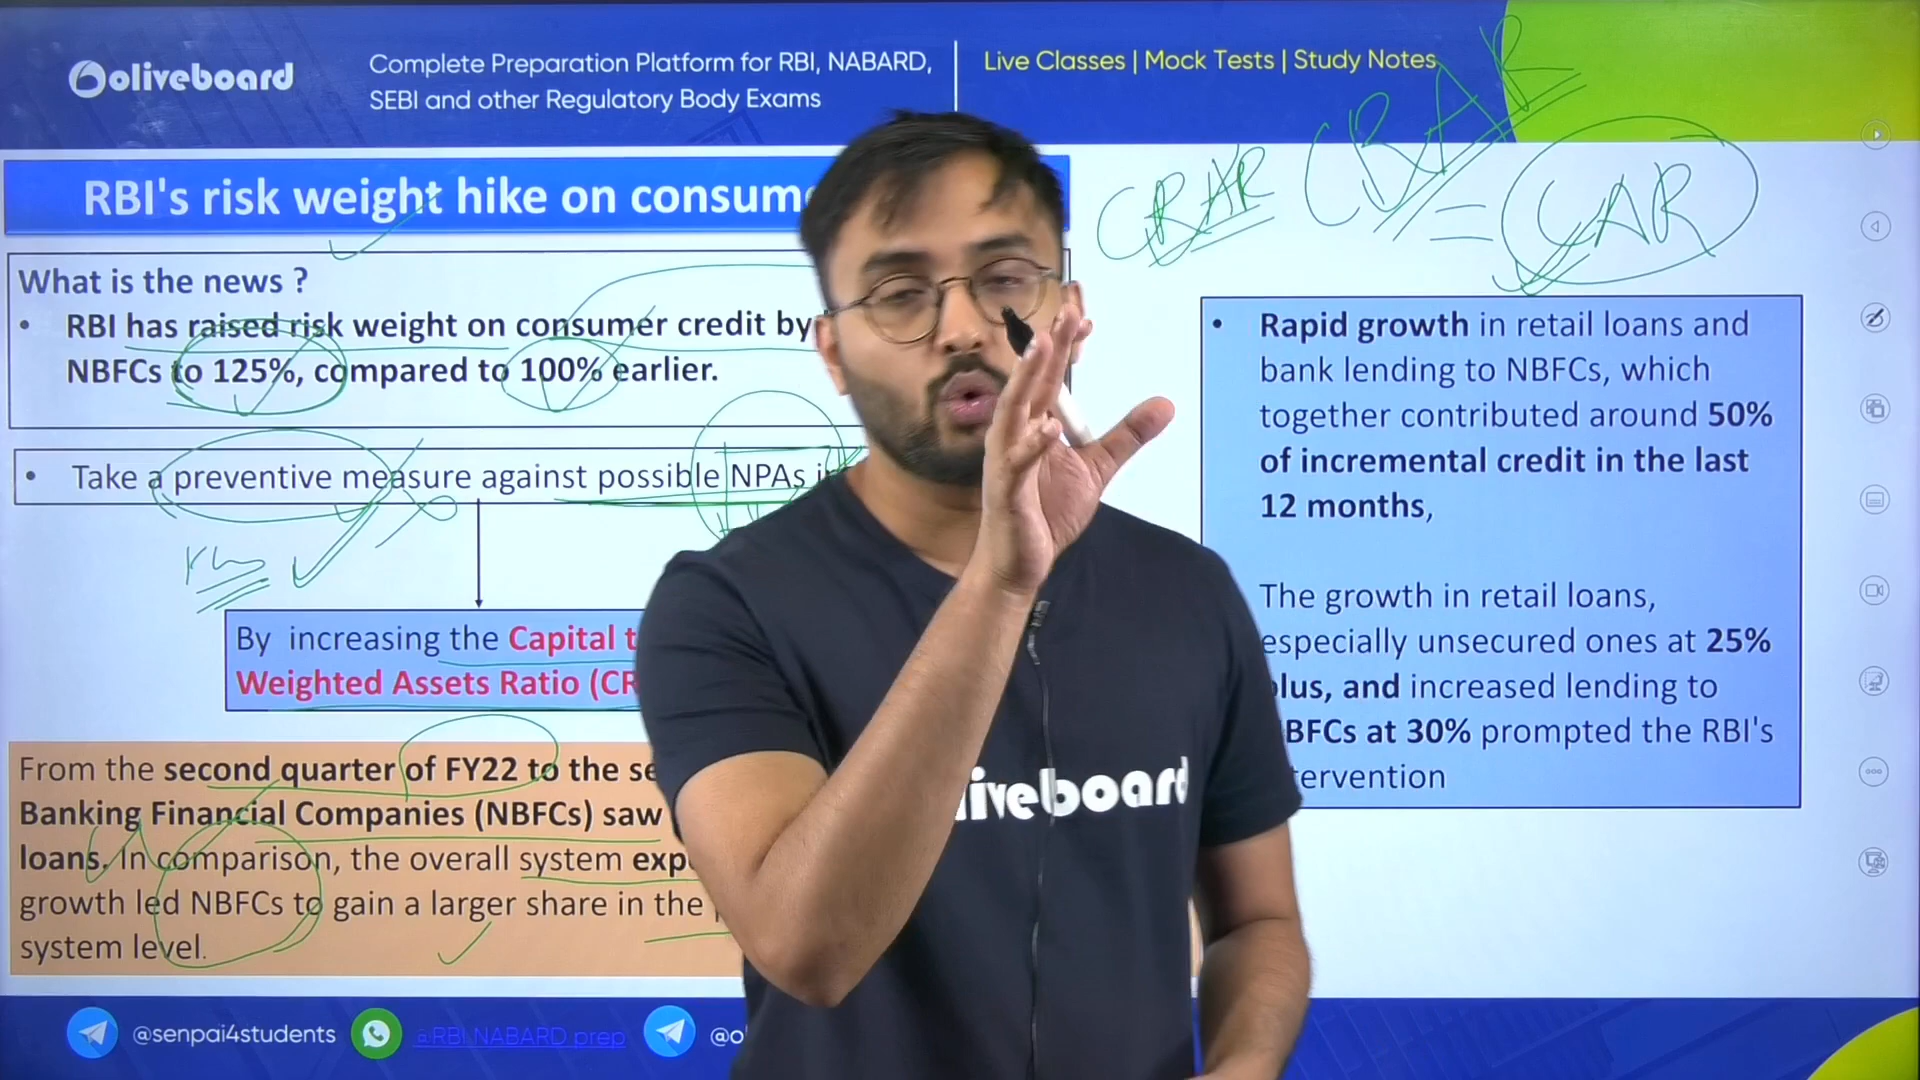 oliveboard
Complete Preparation Platform for RBI, NABARD,
SEBI and other Regulatory Body Exams
Live Classes | Mock Tests | Study Notes
CRAR CRAR = CAR
RBI's risk weight hike on consum
What is the news ?
• RBI has raised risk weight on consumer credit by
NBFCs to 125%, compared to 100% earlier.
• Take a preventive measure against possible NPAs
By increasing the Capital t
Weighted Assets Ratio (CR
From the second quarter of FY22 to the se
Banking Financial Companies (NBFCs) saw
loans. In comparison, the overall system exp
growth led NBFCs to gain a larger share in the
system level.
• Rapid growth in retail loans and
bank lending to NBFCs, which
together contributed around 50%
of incremental credit in the last
12 months,
The growth in retail loans,
especially unsecured ones at 25%
plus, and increased lending to
BFCs at 30% prompted the RBI's
tervention
liveboard
@senpai4students
@RBI NABARD prep
@ol